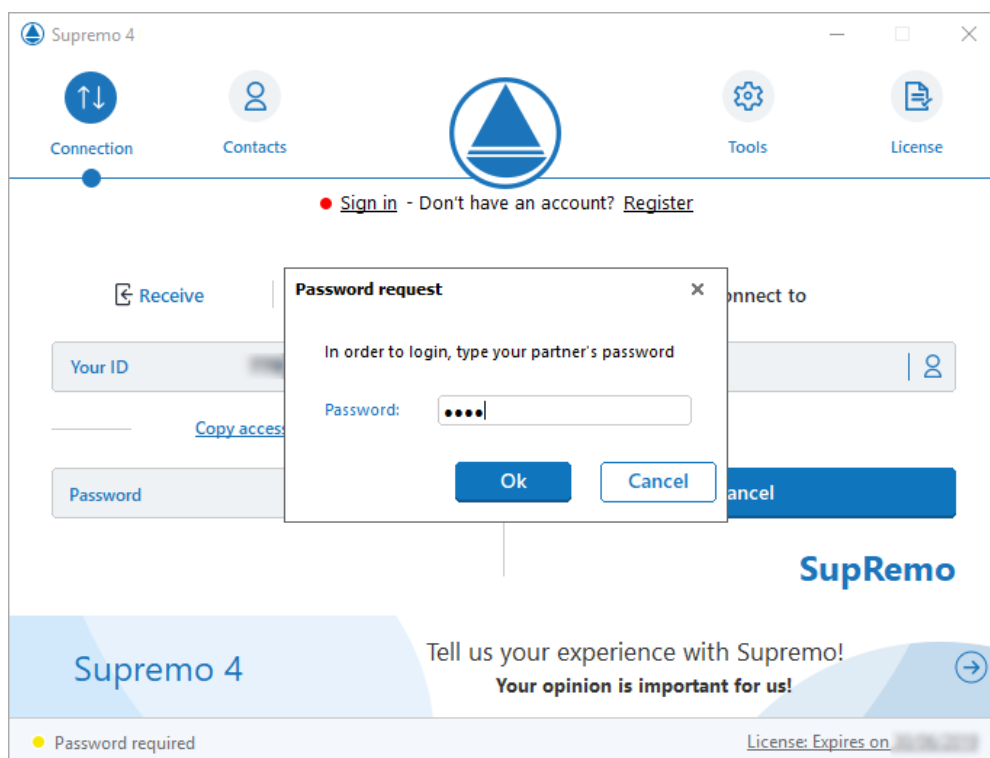 Supremo 4
Connection
Contacts
Tools
License
Sign in - Don't have an account? Register
Receive
Password request
onnect to
In order to login, type your partner's password
Your ID
Password: ••••
Copy access
Ok
Cancel
Password
ancel
SupRemo
Supremo 4
Tell us your experience with Supremo!
Your opinion is important for us!
Password required
License: Expires on